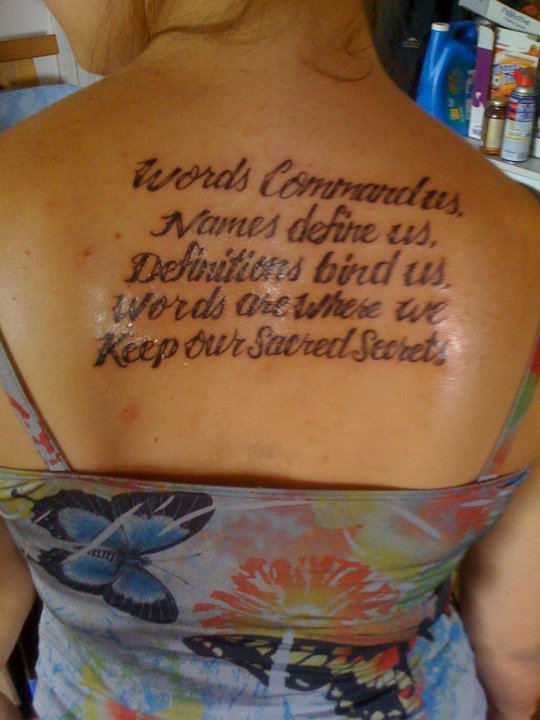 Words Command us,
Names define us,
Definitions bind us,
Words are where we
Keep our Sacred Secrets